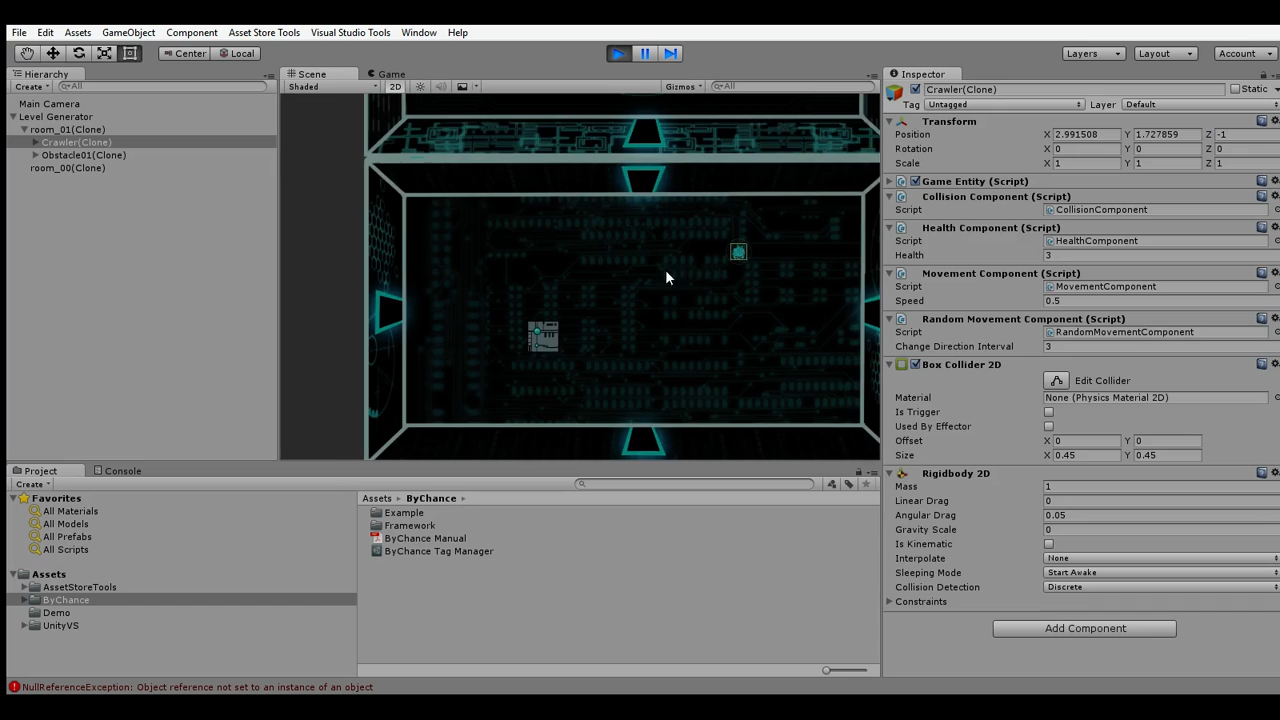 File Edit Assets GameObject Component Asset Store Tools Visual Studio Tools Window Help
Center Local Layers Layout Account
Hierarchy
Create All
Main Camera
Level Generator
room_01(Clone)
Crawler(Clone)
Obstacle01(Clone)
room_00(Clone)
Scene Game
Shaded 2D Gizmos All
Inspector
Crawler(Clone) Static
Tag Untagged Layer Default
Transform
Position X 2.991508 Y 1.727859 Z -1
Rotation X 0 Y 0 Z 0
Scale X 1 Y 1 Z 1
Game Entity (Script)
Collision Component (Script)
Script CollisionComponent
Health Component (Script)
Script HealthComponent
Health 3
Movement Component (Script)
Script MovementComponent
Speed 0.5
Random Movement Component (Script)
Script RandomMovementComponent
Change Direction Interval 3
Box Collider 2D
Edit Collider
Material None (Physics Material 2D)
Is Trigger
Used By Effector
Offset X 0 Y 0
Size X 0.45 Y 0.45
Rigidbody 2D
Mass 1
Linear Drag 0
Angular Drag 0.05
Gravity Scale 0
Is Kinematic
Interpolate None
Sleeping Mode Start Awake
Collision Detection Discrete
Constraints
Add Component
Project Console
Create
Favorites
All Materials
All Models
All Prefabs
All Scripts
Assets
AssetStoreTools
ByChance
Demo
UnityVS
Assets ByChance
Example
Framework
ByChance Manual
ByChance Tag Manager
NullReferenceException: Object reference not set to an instance of an object